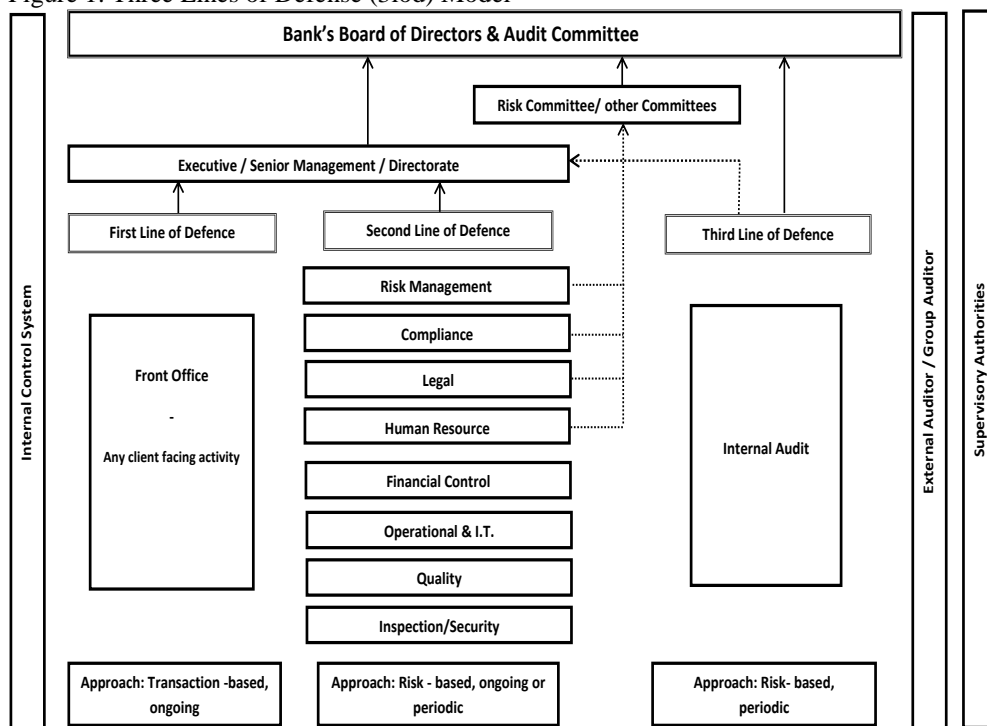 Figure 1: Three Lines of Defense (3lod) Model
Bank's Board of Directors & Audit Committee
Risk Committee/ other Committees
Executive / Senior Management / Directorate
First Line of Defence
Second Line of Defence
Third Line of Defence
Risk Management
Compliance
Legal
Human Resource
Financial Control
Operational & I.T.
Quality
Inspection/Security
Front Office
-
Any client facing activity
Internal Audit
Approach: Transaction -based,
ongoing
Approach: Risk - based, ongoing or
periodic
Approach: Risk- based,
periodic
Internal Control System
External Auditor / Group Auditor
Supervisory Authorities